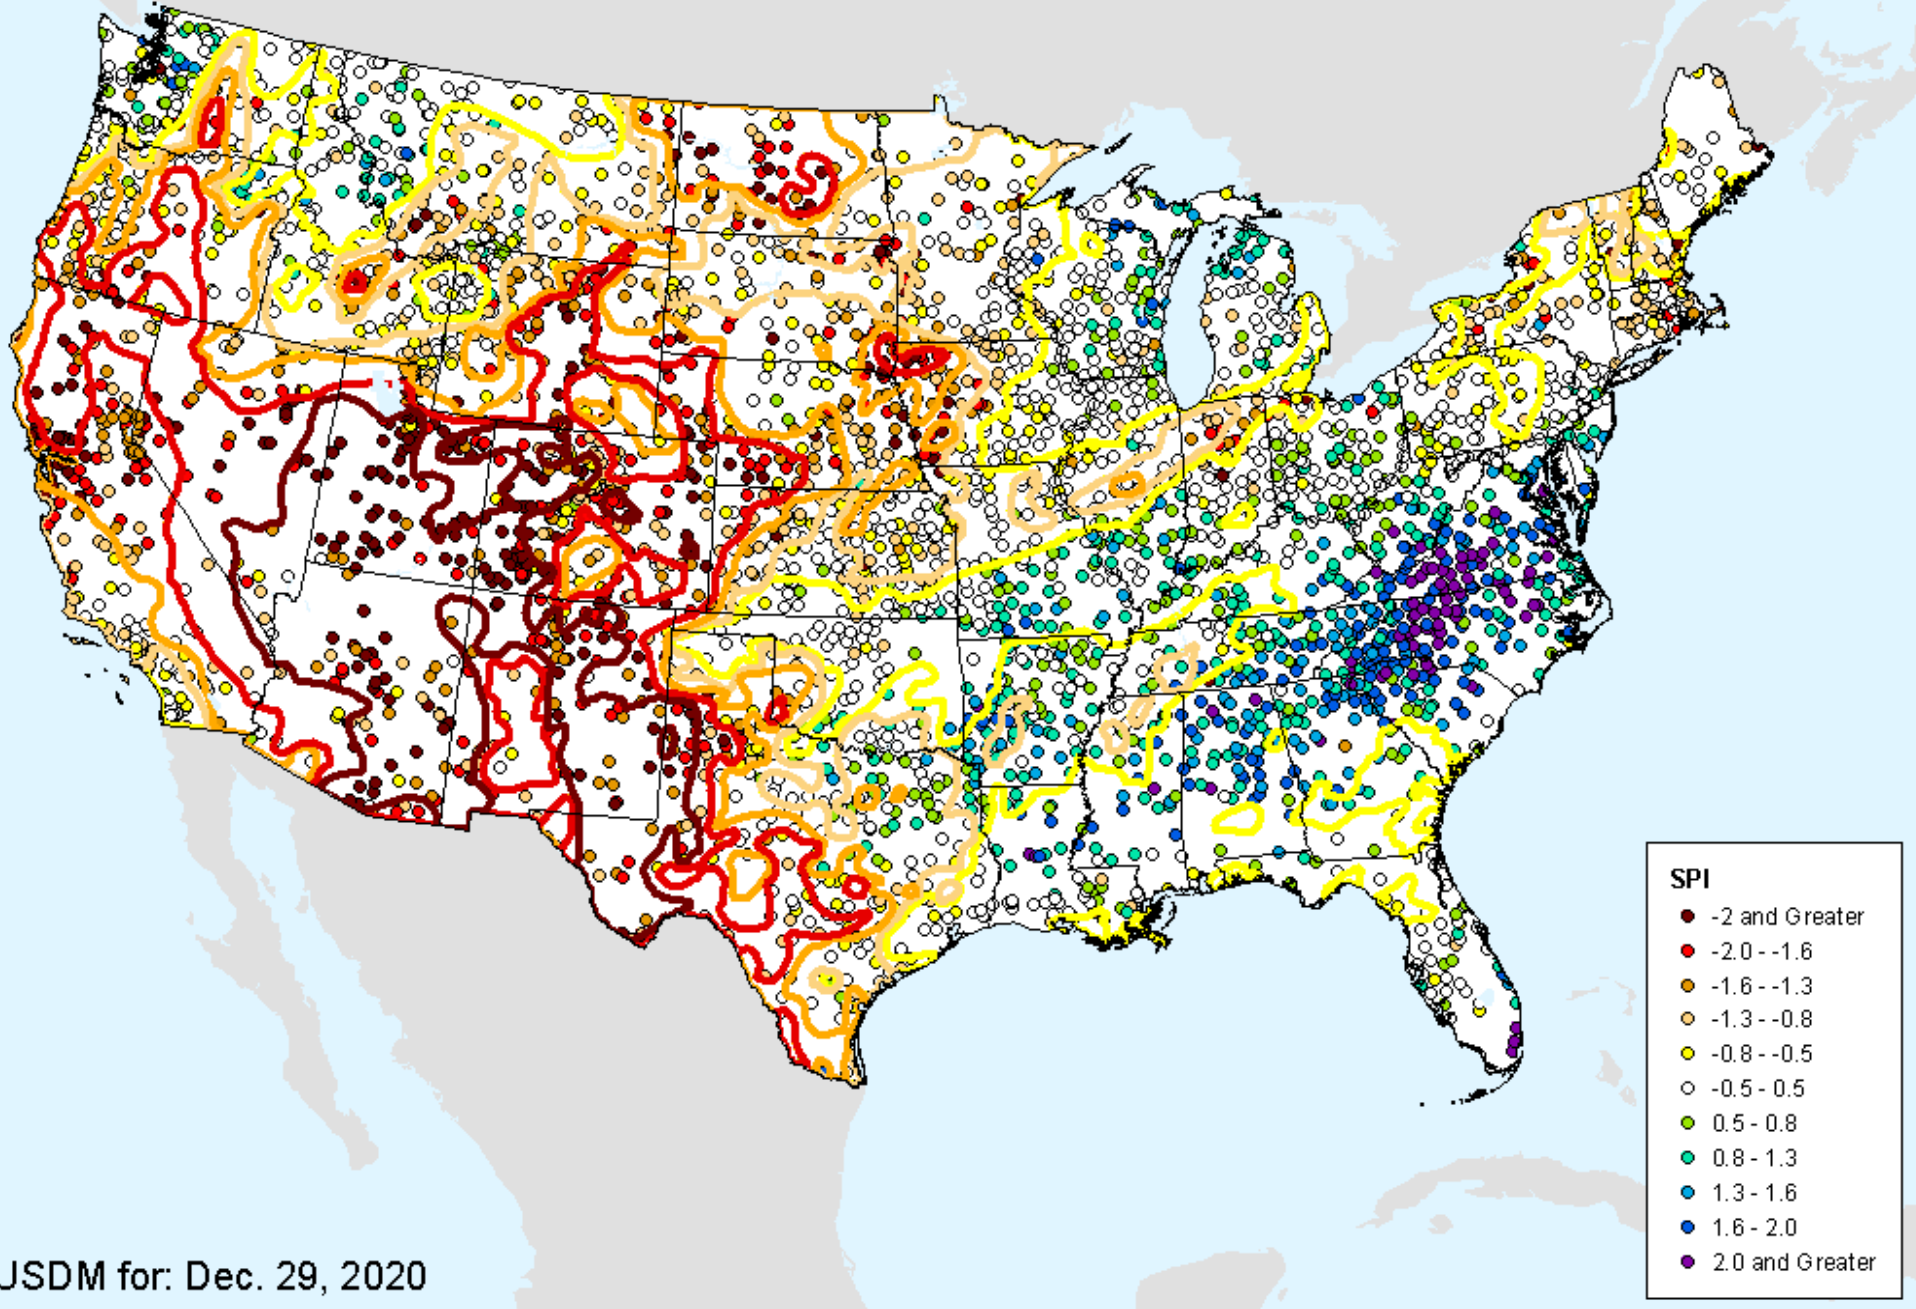 SPI
-2 and Greater
-2.0 - -1.6
-1.6 - -1.3
-1.3 - -0.8
-0.8 - -0.5
-0.5 - 0.5
0.5 - 0.8
0.8 - 1.3
1.3 - 1.6
1.6 - 2.0
2.0 and Greater
USDM for: Dec. 29, 2020